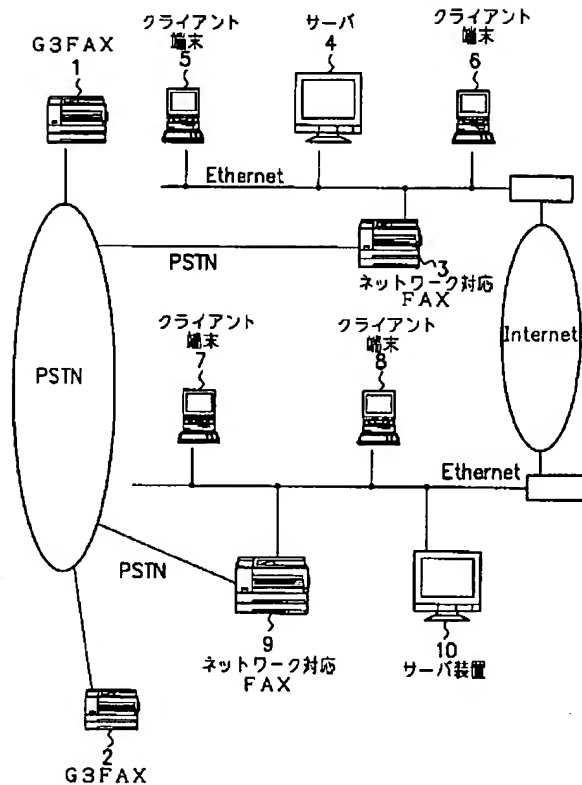 G3FAX
1
クライアント
端末
5
サーバ
4
クライアント
端末
6
Ethernet
PSTN
3
ネットワーク対応
FAX
クライアント
端末
7
クライアント
端末
8
Internet
PSTN
Ethernet
PSTN
9
ネットワーク対応
FAX
10
サーバ装置
2
G3FAX